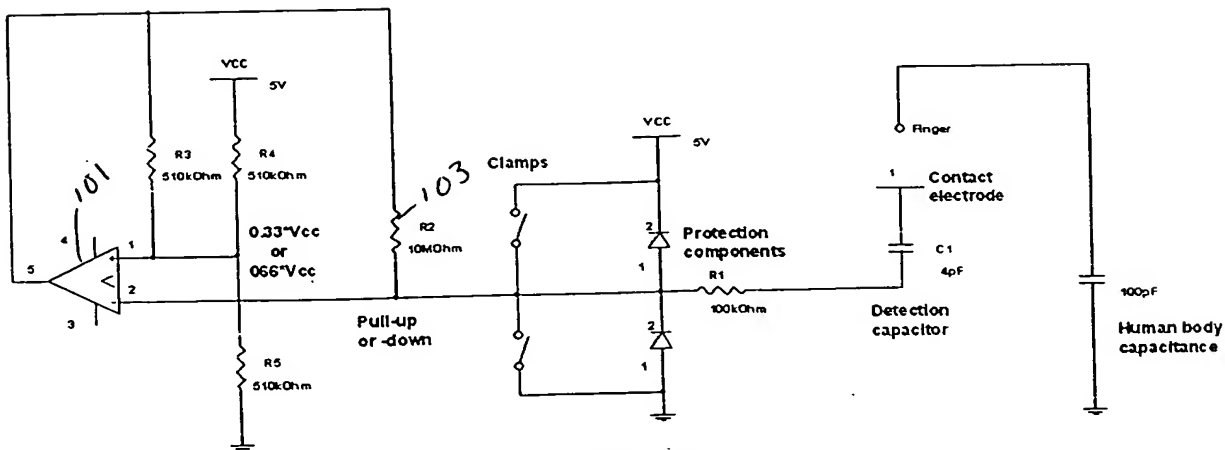 VCC
5V
R3
510kOhm
R4
510kOhm
101
4
1
5
<
2
3
+
-
0.33*Vcc
or
066*Vcc
R5
510kOhm
103
R2
10MOhm
Pull-up
or -down
Clamps
VCC
5V
2
1
2
1
Protection
components
R1
100kOhm
Finger
1
Contact
electrode
C1
4pF
Detection
capacitor
100pF
Human body
capacitance